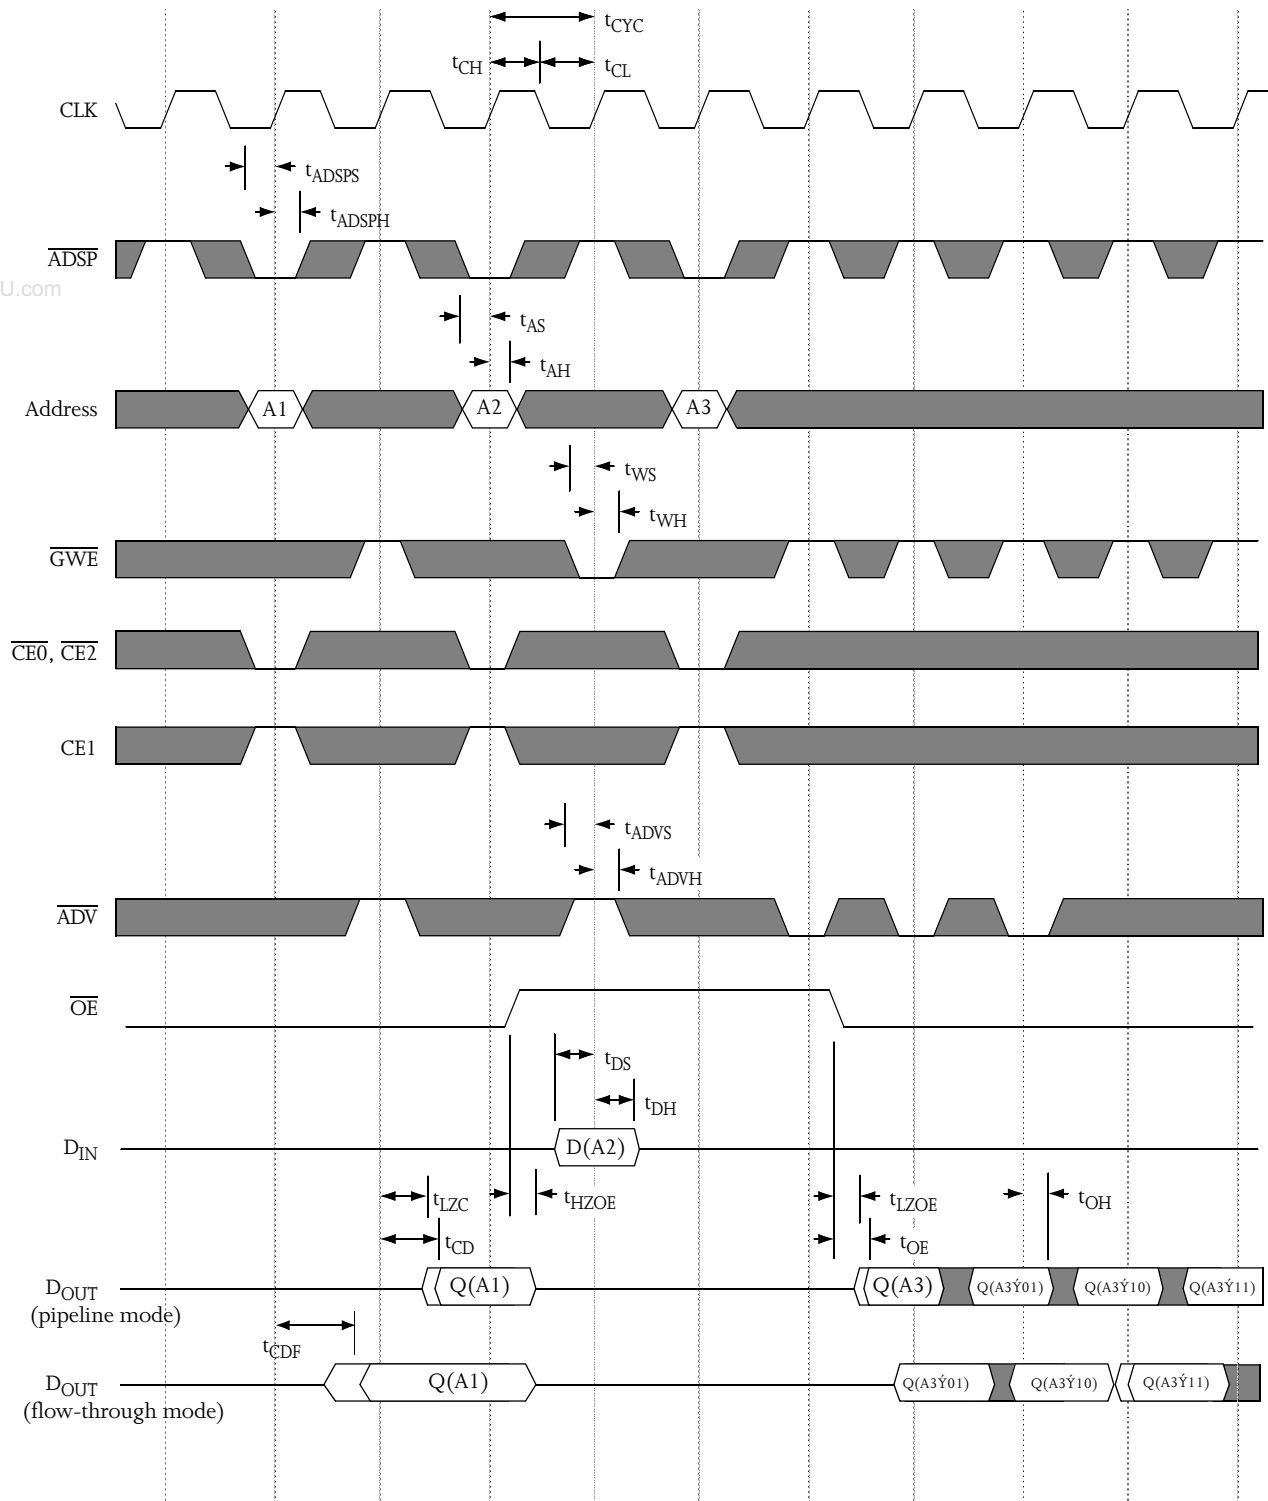 tCYC
tCH
tCL
CLK
tADSPS
tADSPH
ADSP
U.com
tAS
tAH
Address
A1
A2
A3
tWS
tWH
GWE
CE0, CE2
CE1
tADVS
tADVH
ADV
OE
tDS
tDH
DIN
D(A2)
tLZC
tHZOE
tLZOE
tOH
tCD
tOE
DOUT
(pipeline mode)
Q(A1)
Q(A3)
Q(A3Ý01)
Q(A3Ý10)
Q(A3Ý11)
tCDF
DOUT
(flow-through mode)
Q(A1)
Q(A3Ý01)
Q(A3Ý10)
Q(A3Ý11)